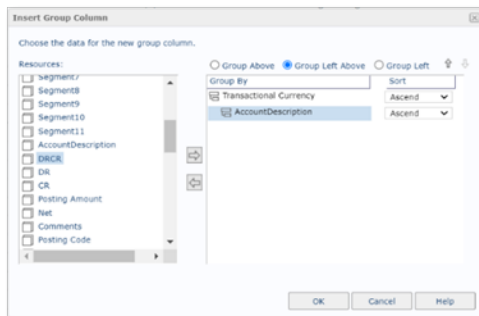 Insert Group Column
Choose the data for the new group column.
Resources:
Group Above Group Left Above Group Left
Segment7
Segment8
Segment9
Segment10
Segment11
AccountDescription
DRCR
DR
CR
Posting Amount
Net
Comments
Posting Code
Group By Sort
Transactional Currency Ascend
AccountDescription Ascend
OK Cancel Help